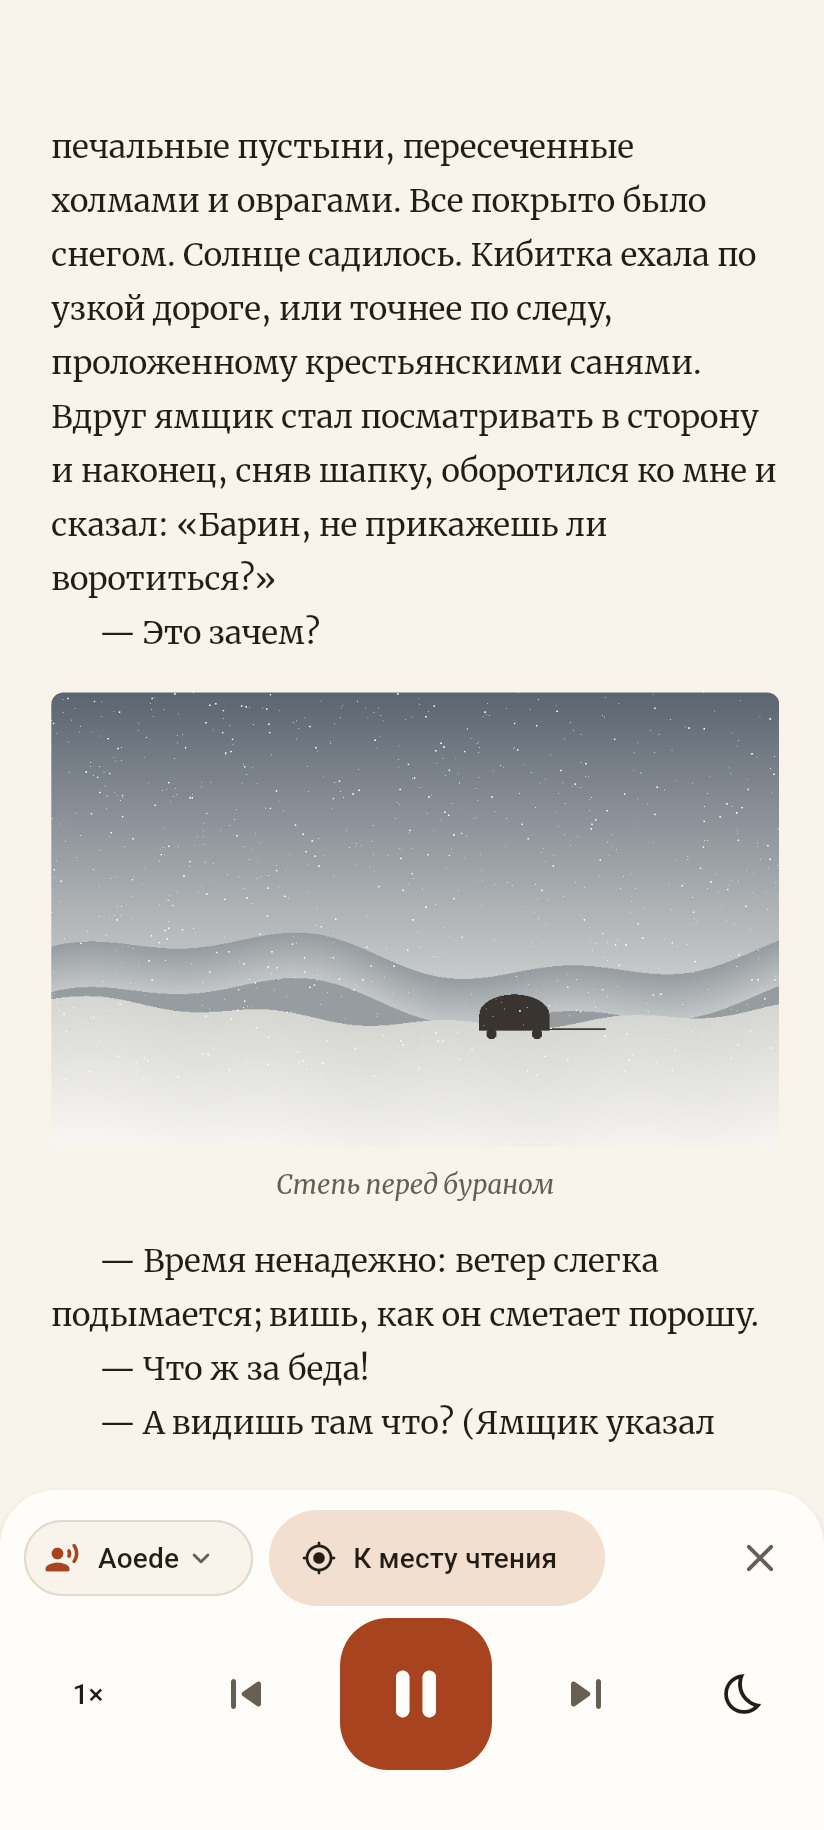 печальные пустыни, пересеченные
холмами и оврагами. Все покрыто было
снегом. Солнце садилось. Кибитка ехала по
узкой дороге, или точнее по следу,
проложенному крестьянскими санями.
Вдруг ямщик стал посматривать в сторону
и наконец, сняв шапку, оборотился ко мне и
сказал: «Барин, не прикажешь ли
воротиться?»
— Это зачем?
Степь перед бураном
— Время ненадежно: ветер слегка
подымается; вишь, как он сметает порошу.
— Что ж за беда!
— А видишь там что? (Ямщик указал
Aoede
К месту чтения
1×